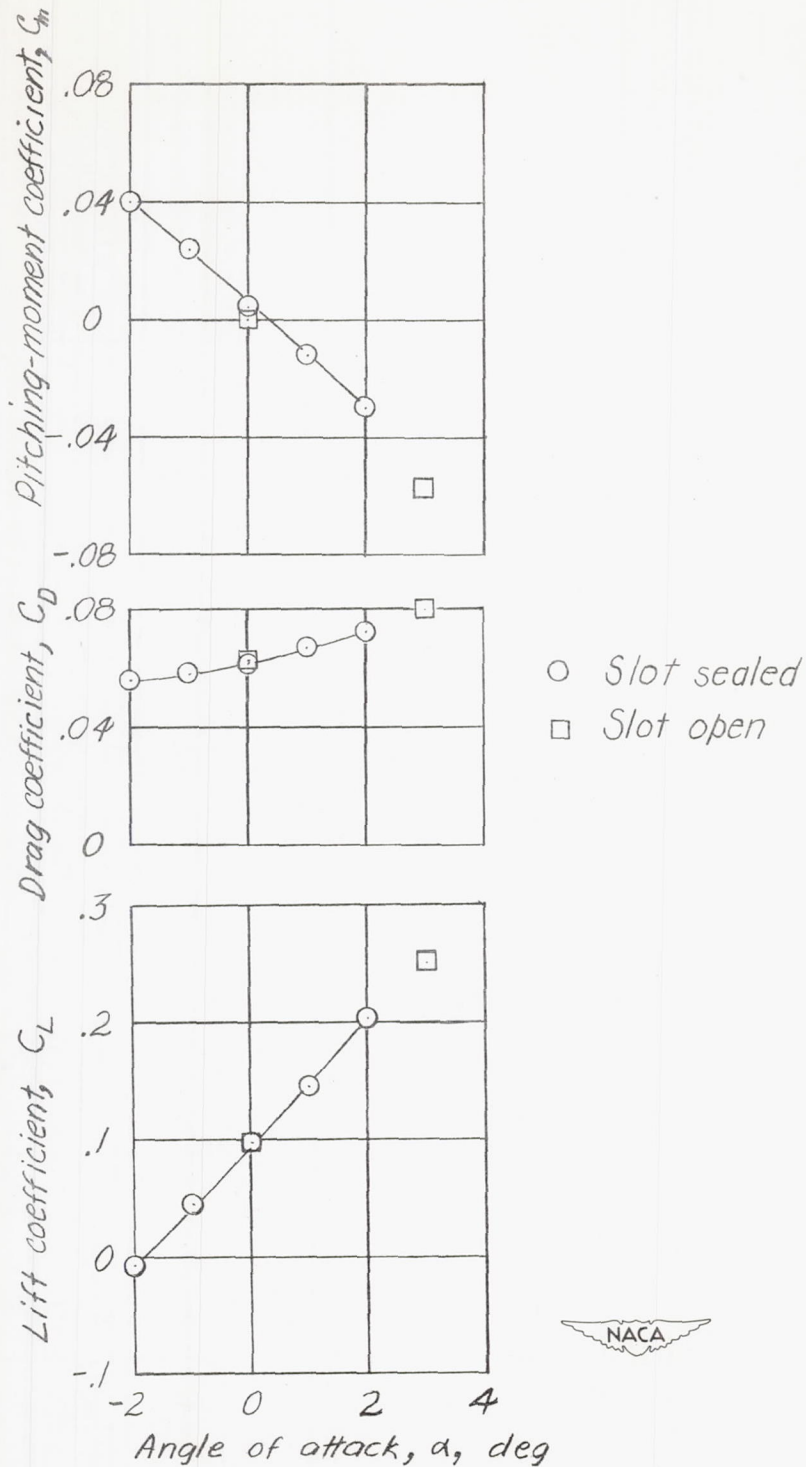 Pitching-moment coefficient, Cm
.08
.04
0
-.04
-.08
Drag coefficient, CD
.08
.04
0
Slot sealed
Slot open
Lift coefficient, CL
.3
.2
.1
0
-.1
-2 0 2 4
Angle of attack, α, deg
NACA